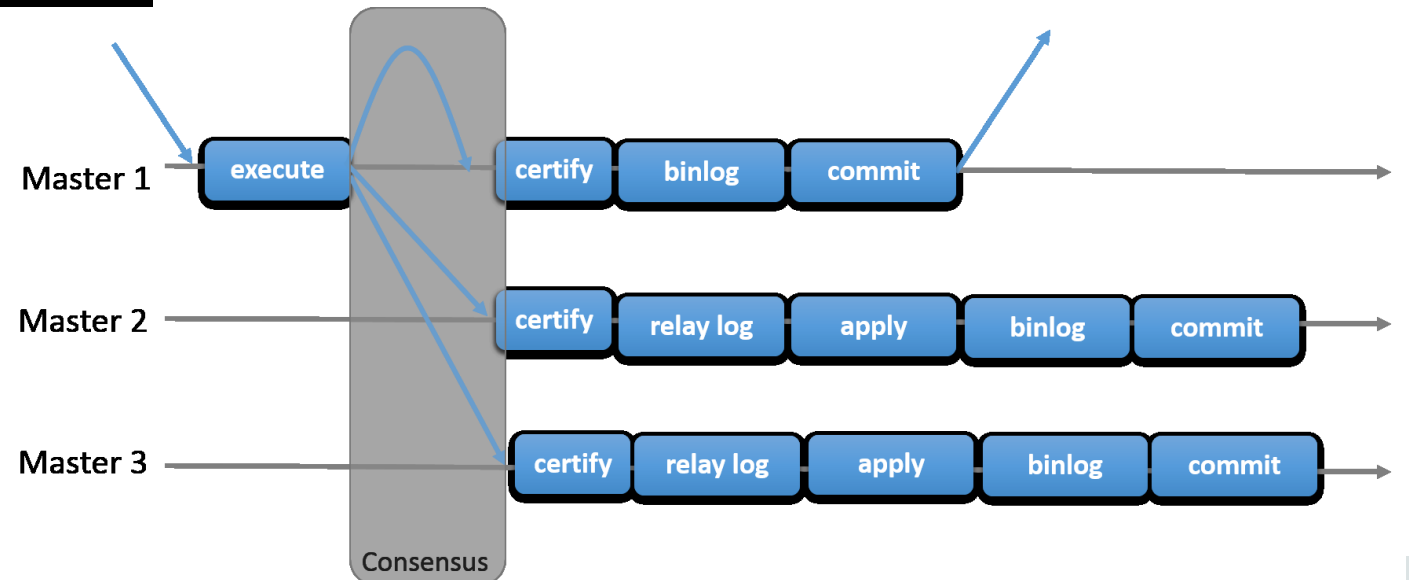 Master 1
execute
certify
binlog
commit
Master 2
certify
relay log
apply
binlog
commit
Master 3
certify
relay log
apply
binlog
commit
Consensus